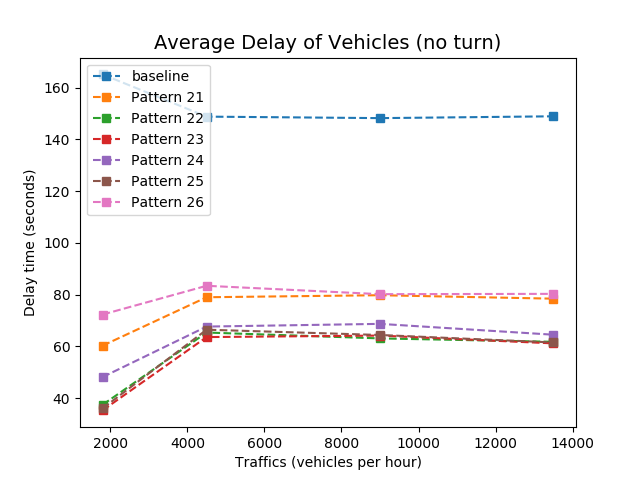 Average Delay of Vehicles (no turn)
Delay time (seconds)
160
140
120
100
80
60
40
baseline
Pattern 21
Pattern 22
Pattern 23
Pattern 24
Pattern 25
Pattern 26
2000 4000 6000 8000 10000 12000 14000
Traffics (vehicles per hour)